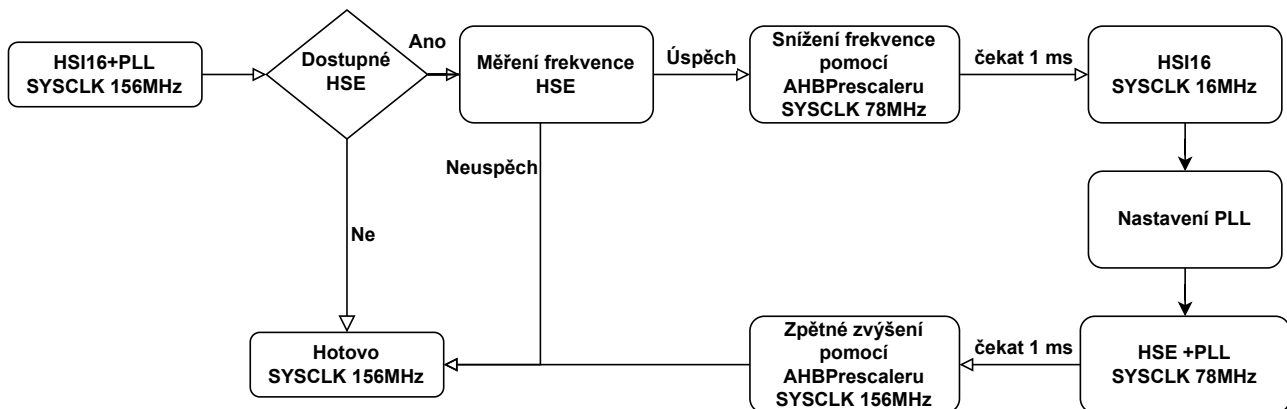 HSI16+PLL
SYSCLK 156MHz
Dostupné
HSE
Ano
Měření frekvence
HSE
Úspěch
Snížení frekvence
pomocí
AHBPrescaleru
SYSCLK 78MHz
čekat 1 ms
HSI16
SYSCLK 16MHz
Neuspěch
Nastavení PLL
Ne
Hotovo
SYSCLK 156MHz
Zpětné zvýšení
pomocí
AHBPrescaleru
SYSCLK 156MHz
čekat 1 ms
HSE +PLL
SYSCLK 78MHz